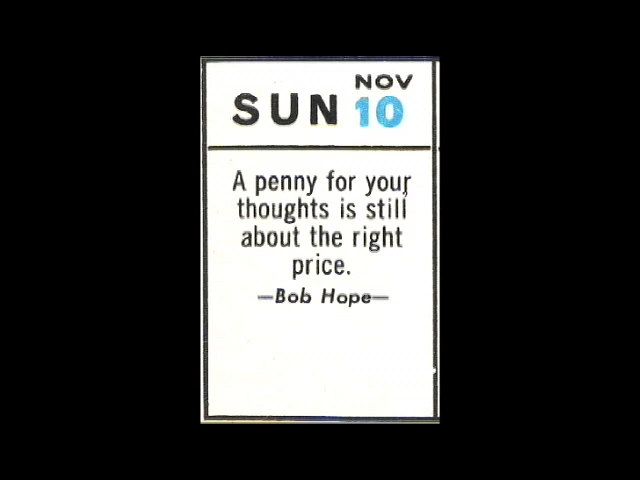 NOV
SUN 10
A penny for your
thoughts is still
about the right
price.
—Bob Hope—